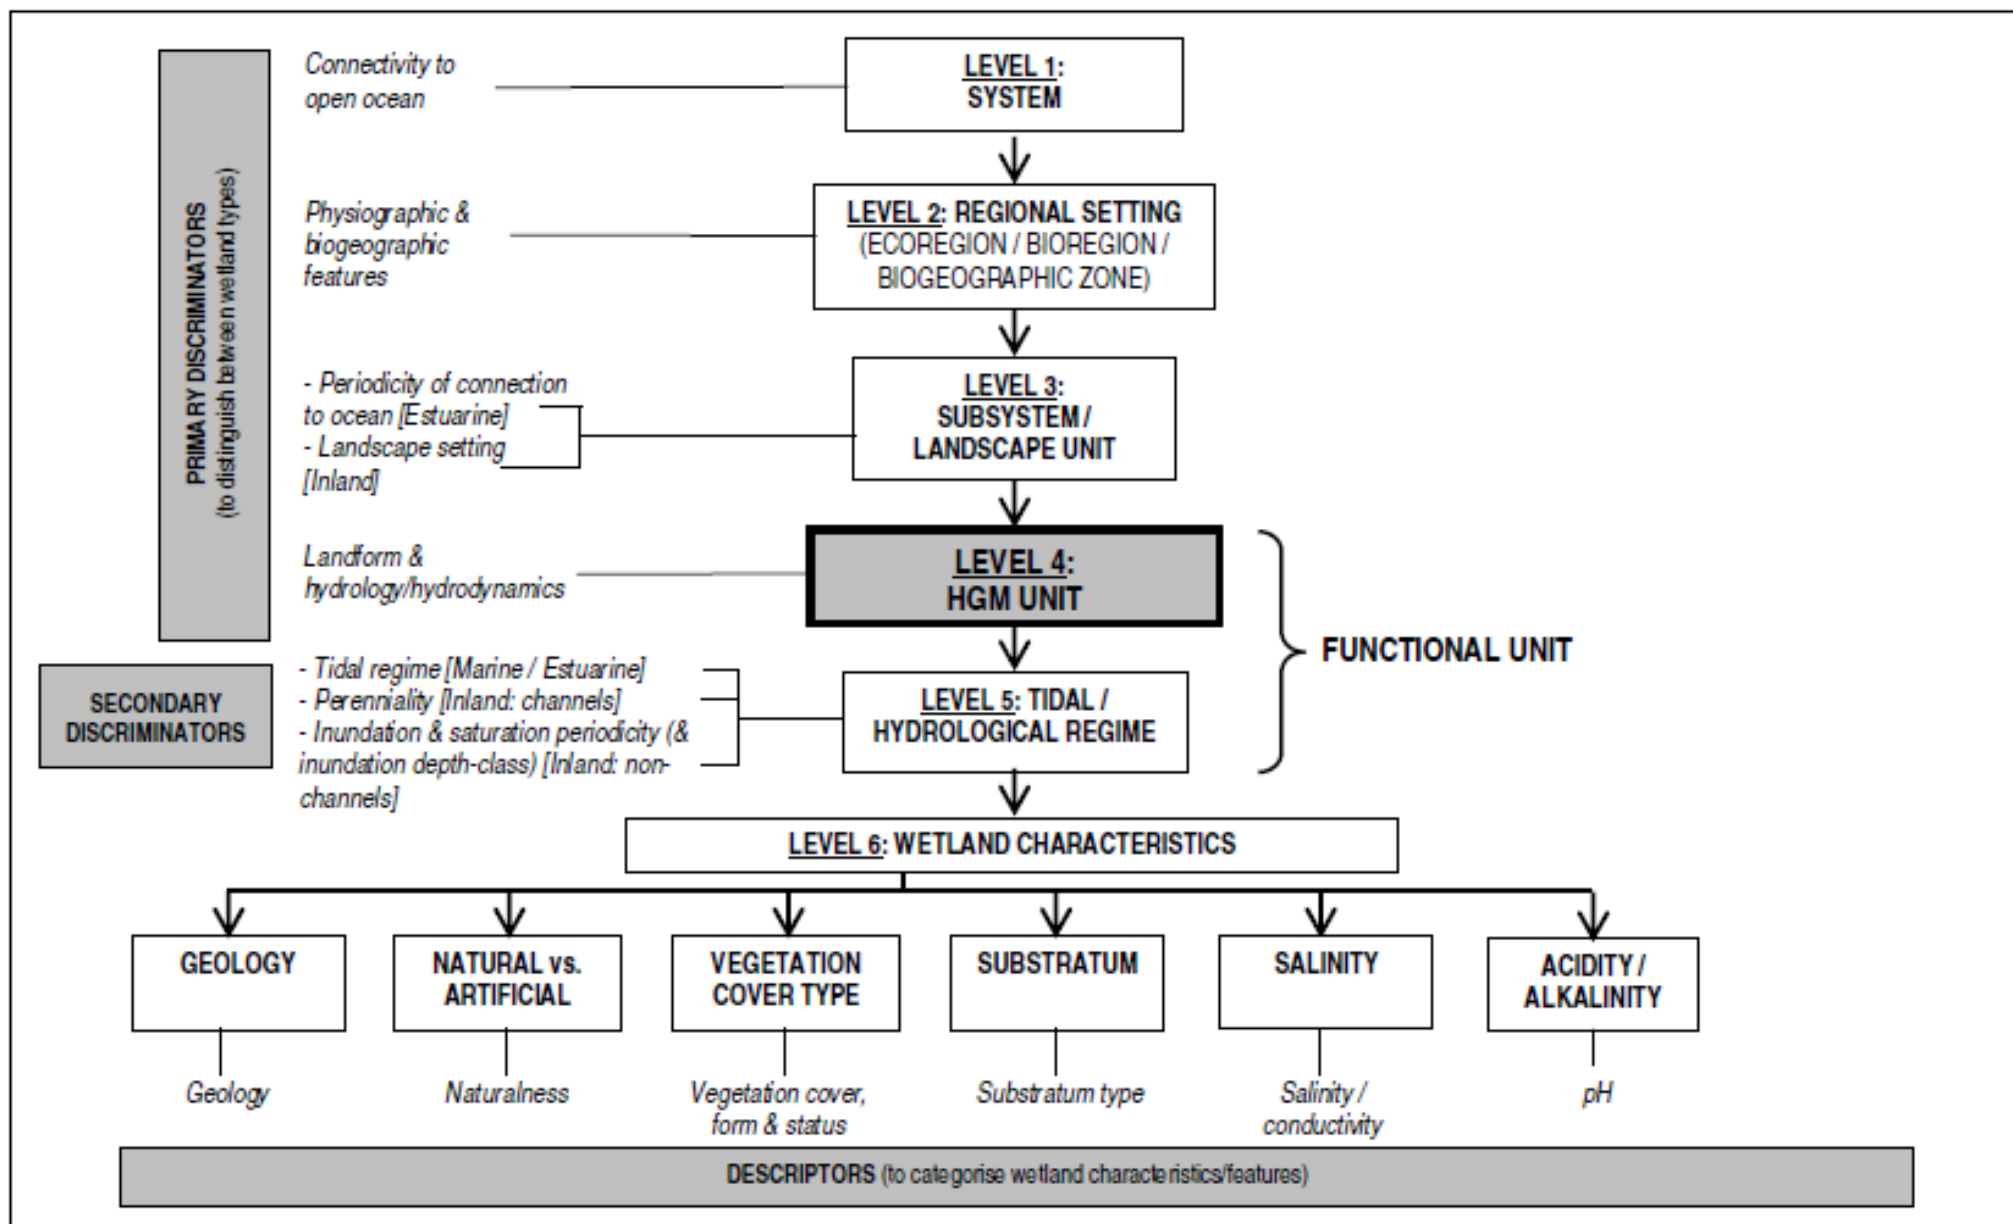 PRIMARY DISCRIMINATORS
(to distinguish between wetland types)
Connectivity to
open ocean
LEVEL 1:
SYSTEM
Physiographic &
biogeographic
features
LEVEL 2: REGIONAL SETTING
(ECOREGION / BIOREGION /
BIOGEOGRAPHIC ZONE)
- Periodicity of connection
to ocean [Estuarine]
- Landscape setting
[Inland]
LEVEL 3:
SUBSYSTEM /
LANDSCAPE UNIT
Landform &
hydrology/hydrodynamics
LEVEL 4:
HGM UNIT
FUNCTIONAL UNIT
SECONDARY
DISCRIMINATORS
- Tidal regime [Marine / Estuarine]
- Perenniality [Inland: channels]
- Inundation & saturation periodicity (&
inundation depth-class) [Inland: non-
channels]
LEVEL 5: TIDAL /
HYDROLOGICAL REGIME
LEVEL 6: WETLAND CHARACTERISTICS
GEOLOGY
NATURAL vs.
ARTIFICIAL
VEGETATION
COVER TYPE
SUBSTRATUM
SALINITY
ACIDITY /
ALKALINITY
Geology
Naturalness
Vegetation cover,
form & status
Substratum type
Salinity /
conductivity
pH
DESCRIPTORS (to categorise wetland characteristics/features)